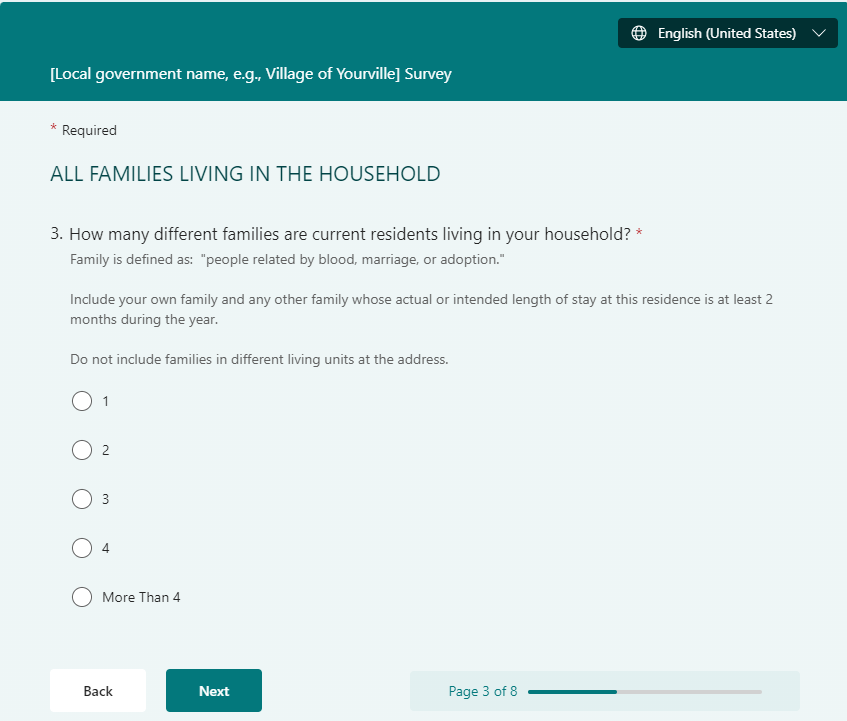 English (United States)
[Local government name, e.g., Village of Yourville] Survey
* Required
ALL FAMILIES LIVING IN THE HOUSEHOLD
3. How many different families are current residents living in your household? *
Family is defined as:  "people related by blood, marriage, or adoption."
Include your own family and any other family whose actual or intended length of stay at this residence is at least 2
months during the year.
Do not include families in different living units at the address.
1
2
3
4
More Than 4
Back
Next
Page 3 of 8